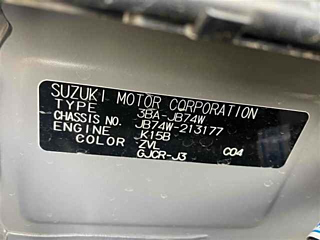 SUZUKI MOTOR CORPORATION
TYPE 3BA-JB74W
CHASSIS NO. JB74W-213177
ENGINE K15B
COLOR ZVL C04
GJCR-J3